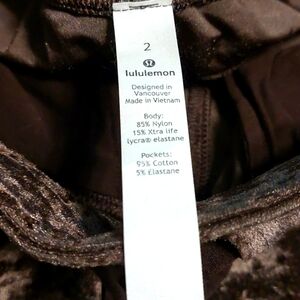 2
lululemon
Designed in
Vancouver
Made in Vietnam
Body:
85% Nylon
15% Xtra life
lycra® elastane
Pockets:
95% Cotton
5% Elastane